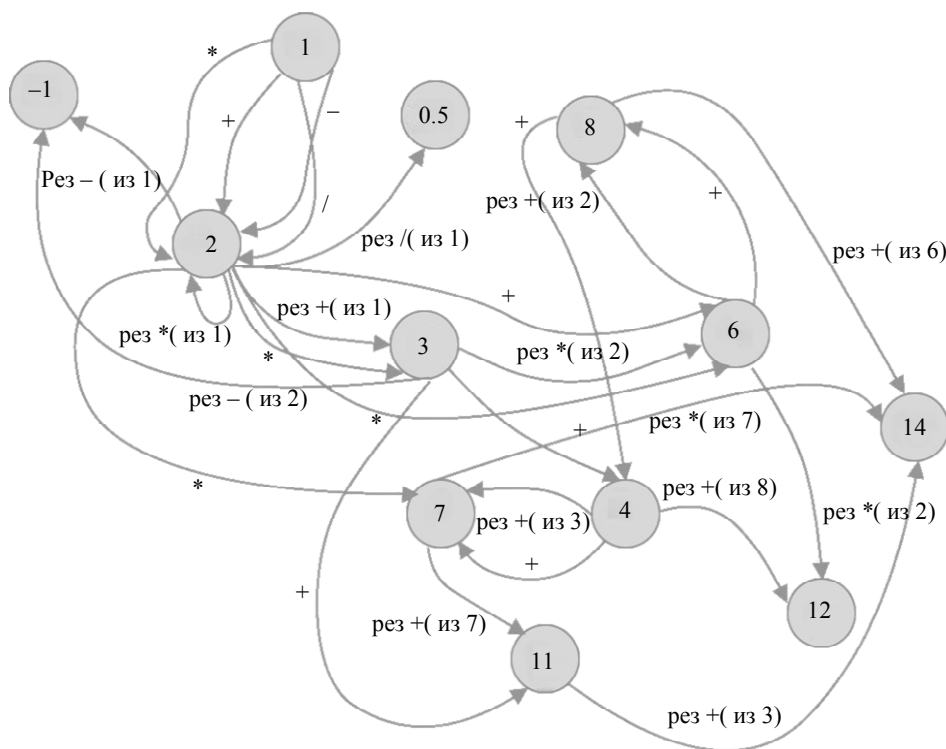 1
*
–1
–
+
0.5
+
8
Рез – ( из 1)
+
рез +( из 2)
/
2
рез /( из 1)
рез +( из 6)
+
рез +( из 1)
рез *( из 1)
*
3
рез *( из 2)
6
рез – ( из 2)
*
+
рез *( из 7)
14
*
рез +( из 8)
7
рез +( из 3)
4
рез *( из 2)
+
+
12
рез +( из 7)
11
рез +( из 3)